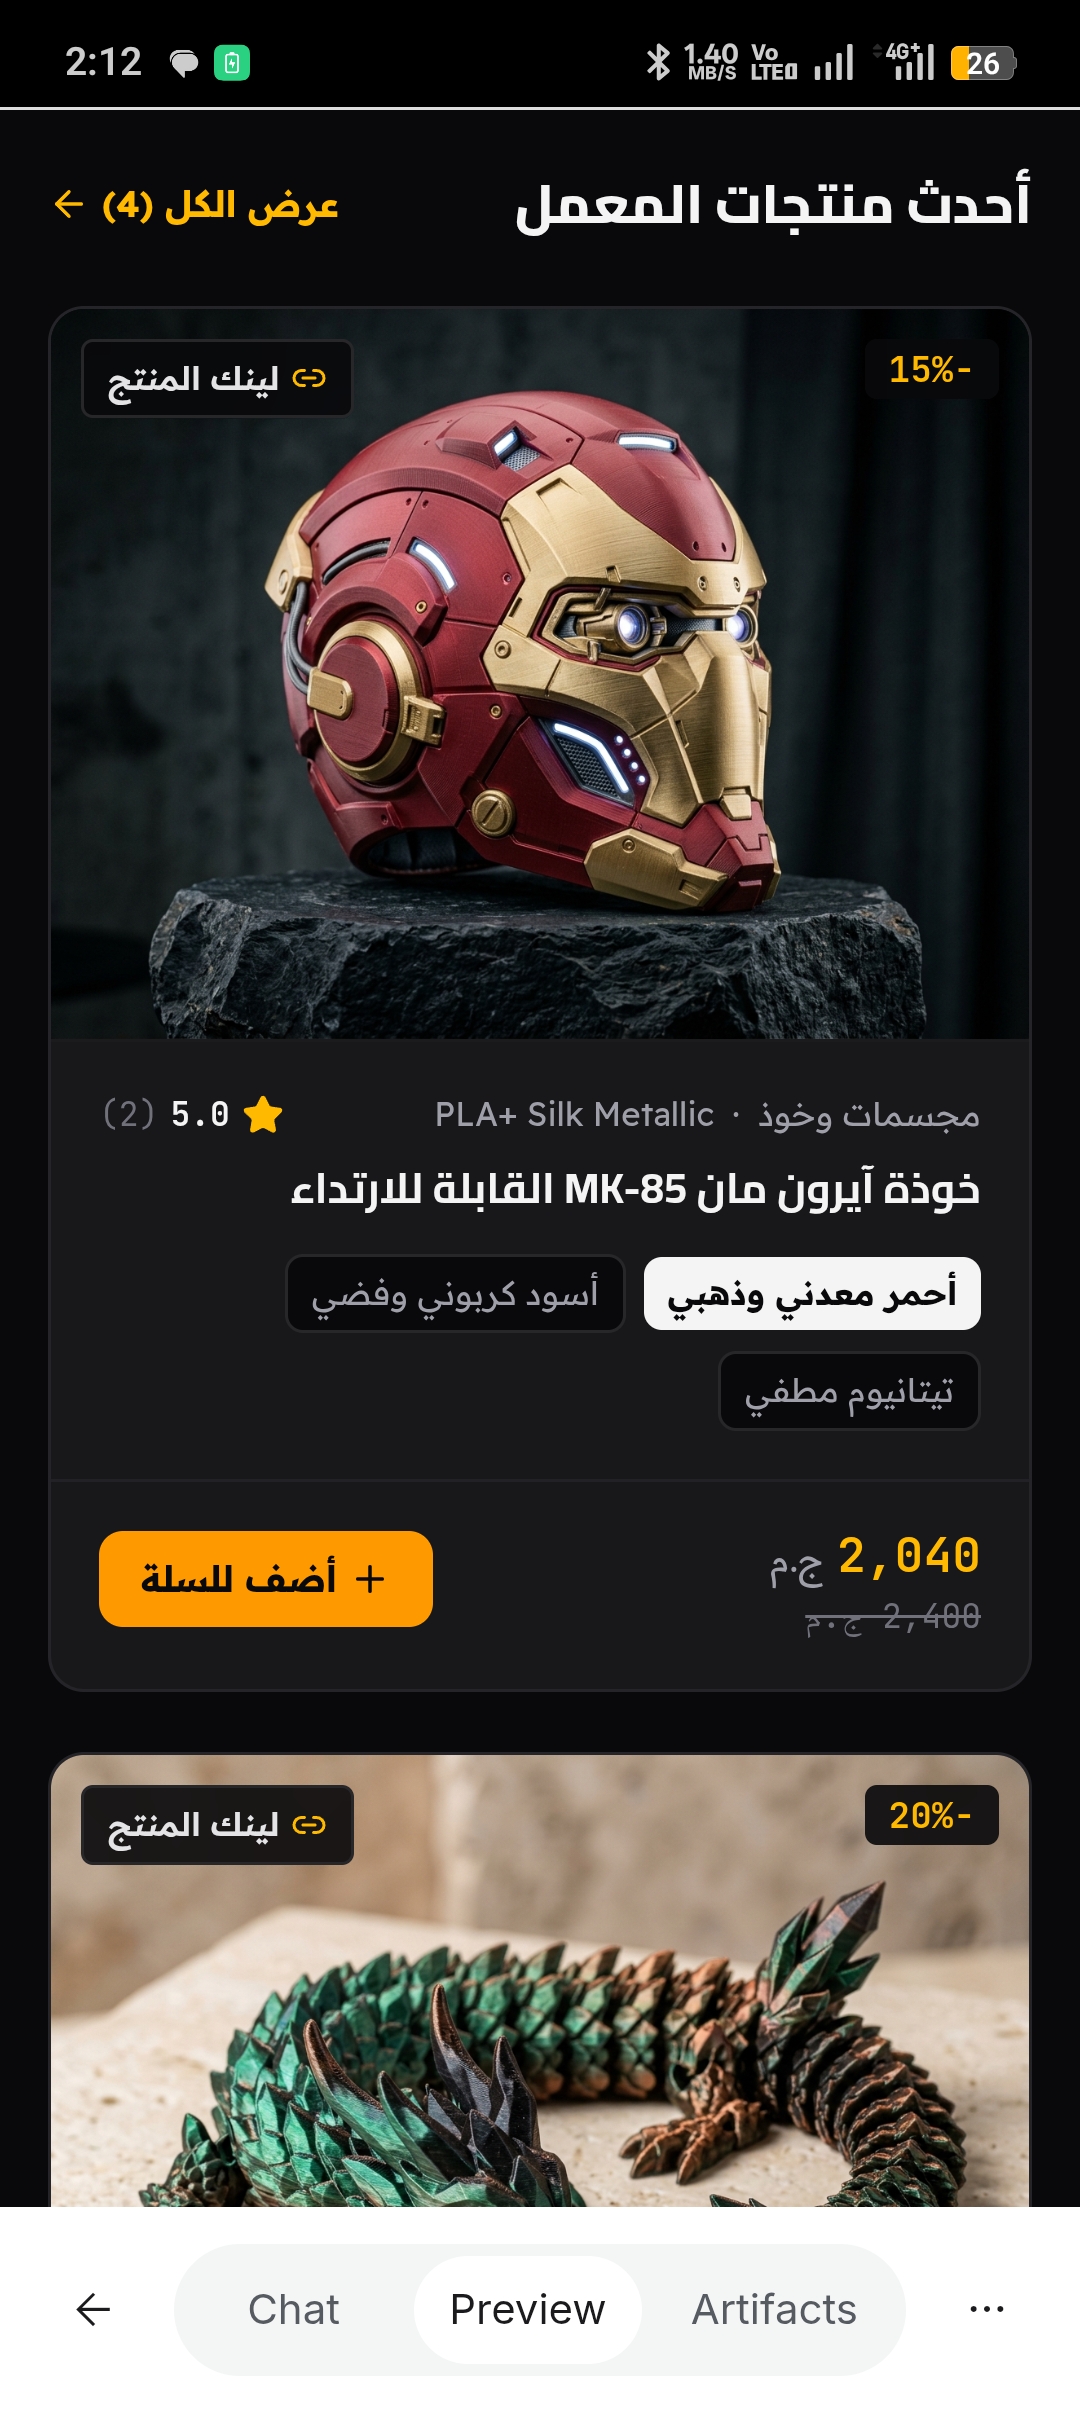 2:12
1.40 MB/S Vo LTE 4G+ 26
أحدث منتجات المعمل
عرض الكل (4)
-15%
لينك المنتج
مجسمات وخوذ · PLA+ Silk Metallic
5.0 (2)
خوذة آيرون مان MK-85 القابلة للارتداء
أحمر معدني وذهبي
أسود كربوني وفضي
تيتانيوم مطفي
2,040 ج.م
2,400 ج.م
أضف للسلة
-20%
لينك المنتج
Chat Preview Artifacts